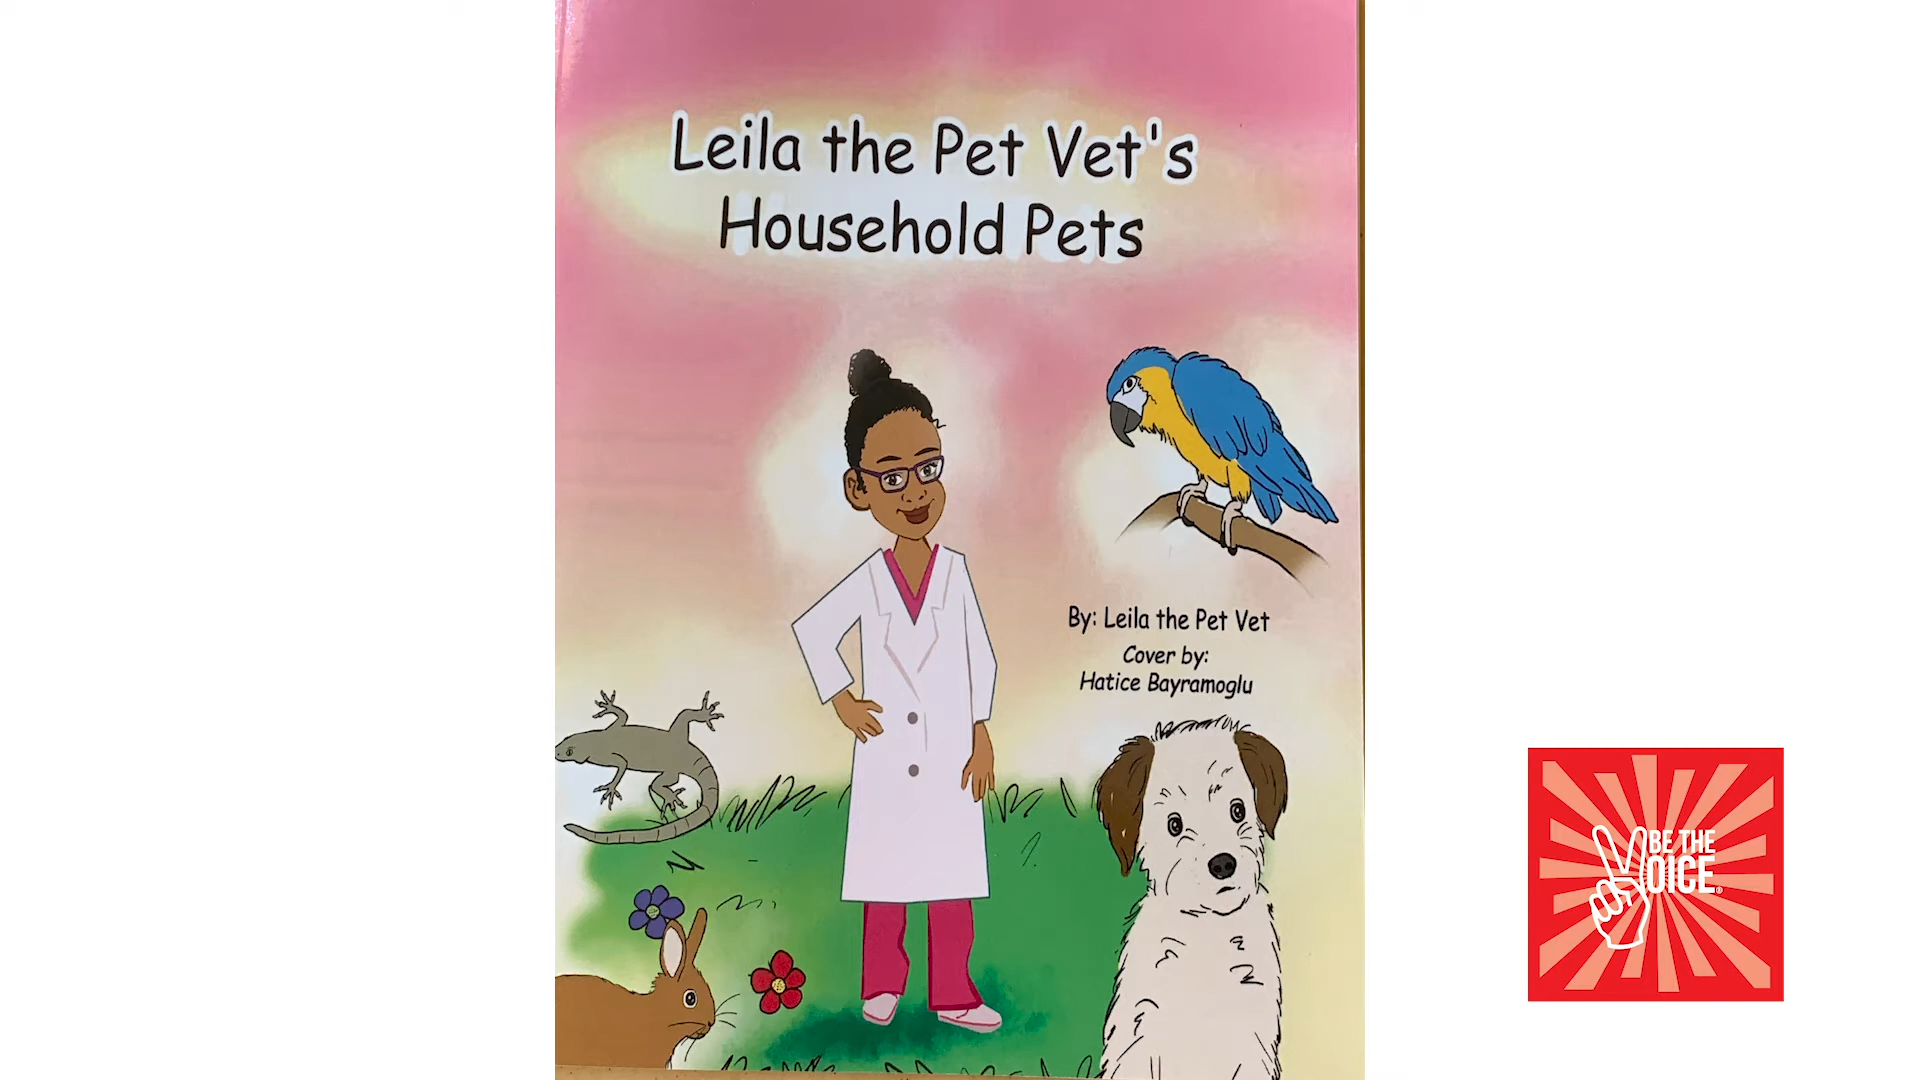 Leila the Pet Vet's
Household Pets
By: Leila the Pet Vet
Cover by:
Hatice Bayramoglu
BE THE
VOICE®